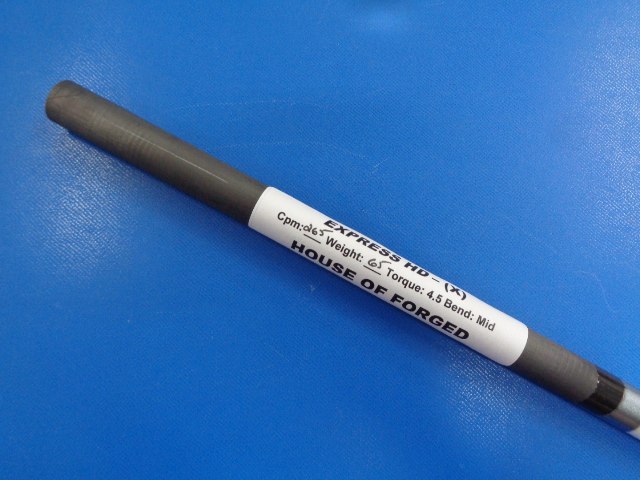 EXPRESS HD - (X)
Cpm: 265 Weight: 65 Torque: 4.5 Bend: Mid
HOUSE OF FORGED